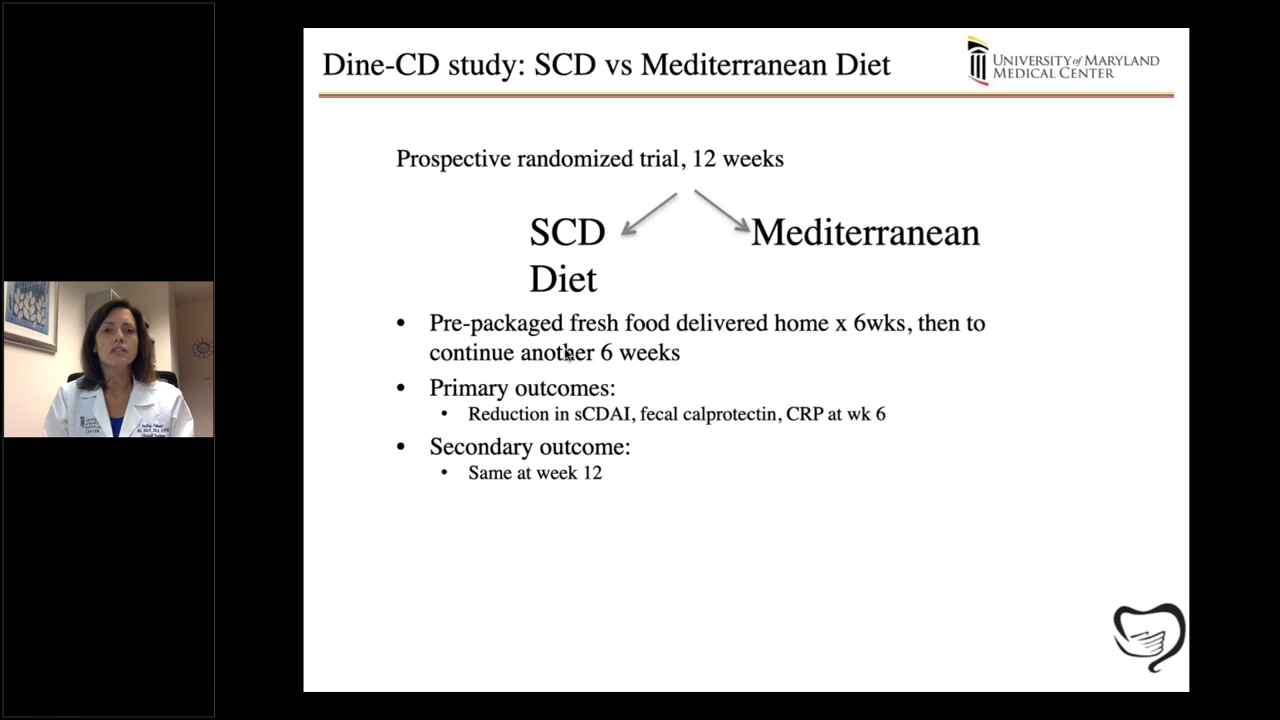 Dine-CD study: SCD vs Mediterranean Diet
UNIVERSITY of MARYLAND
MEDICAL CENTER
Prospective randomized trial, 12 weeks
SCD
Diet
Mediterranean
• Pre-packaged fresh food delivered home x 6wks, then to
continue another 6 weeks
• Primary outcomes:
• Reduction in sCDAI, fecal calprotectin, CRP at wk 6
• Secondary outcome:
• Same at week 12